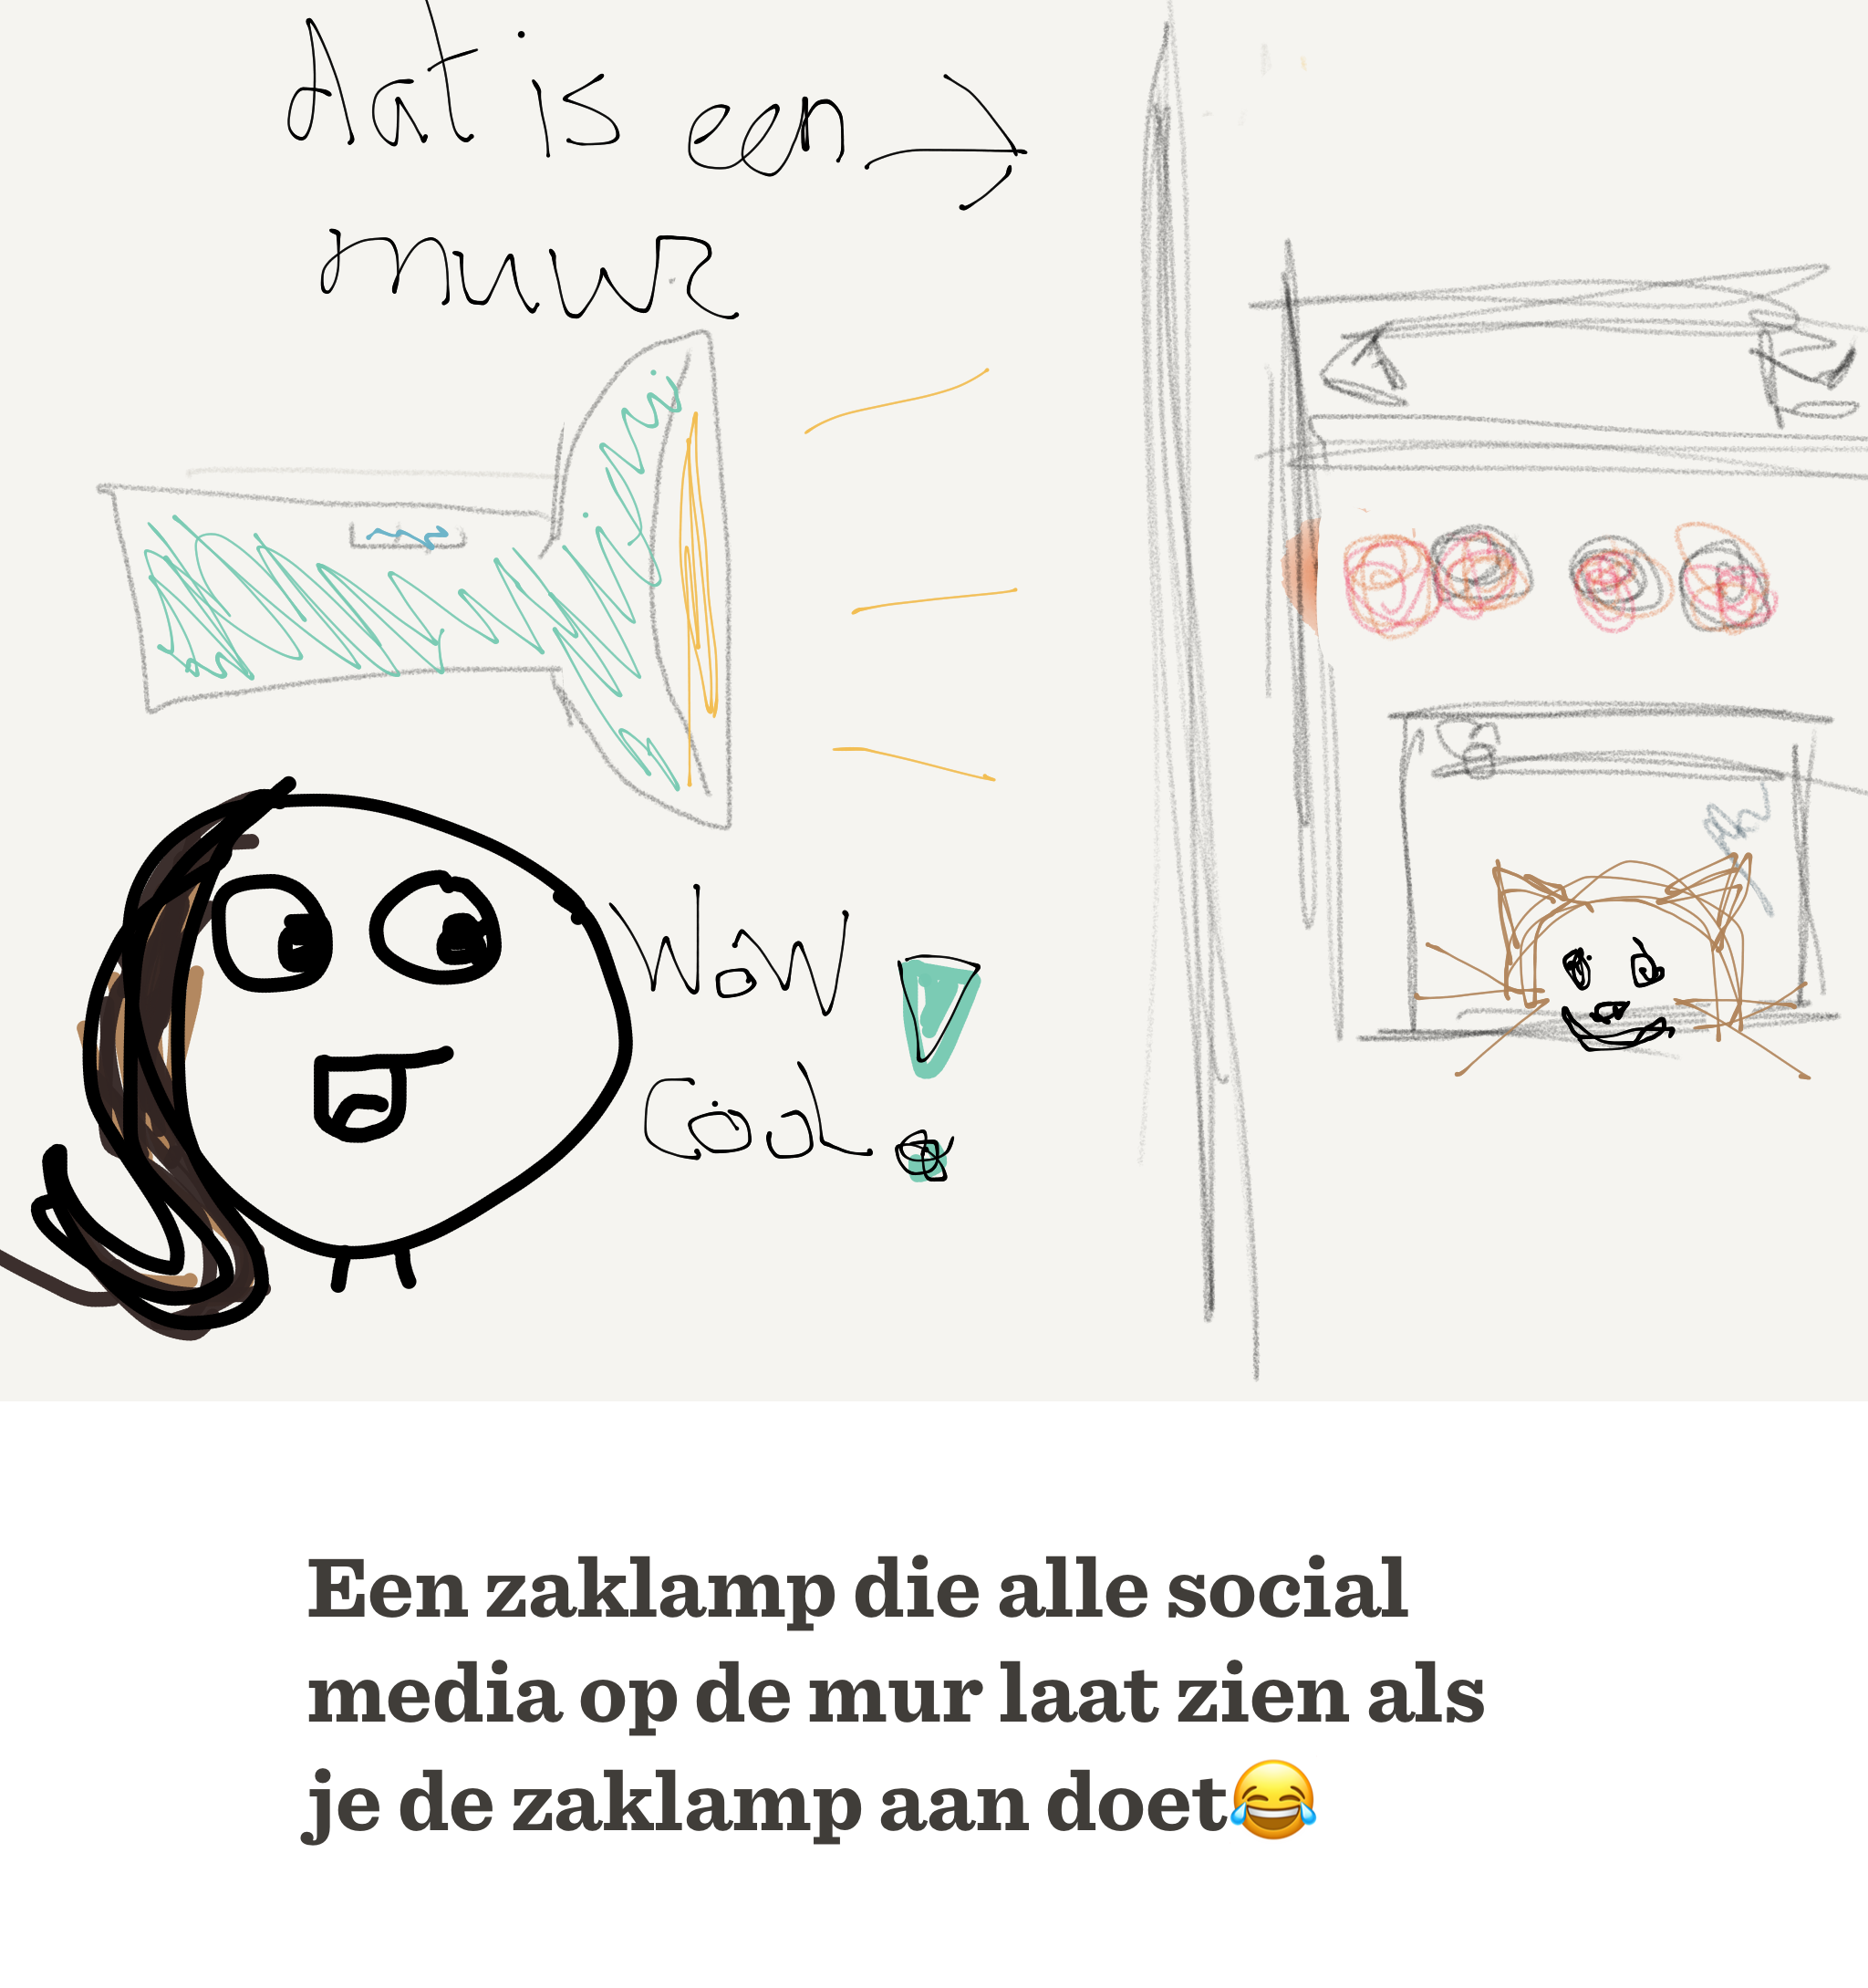 dat is een
muur
Wow
Cool
Een zaklamp die alle social
media op de mur laat zien als
je de zaklamp aan doet😂